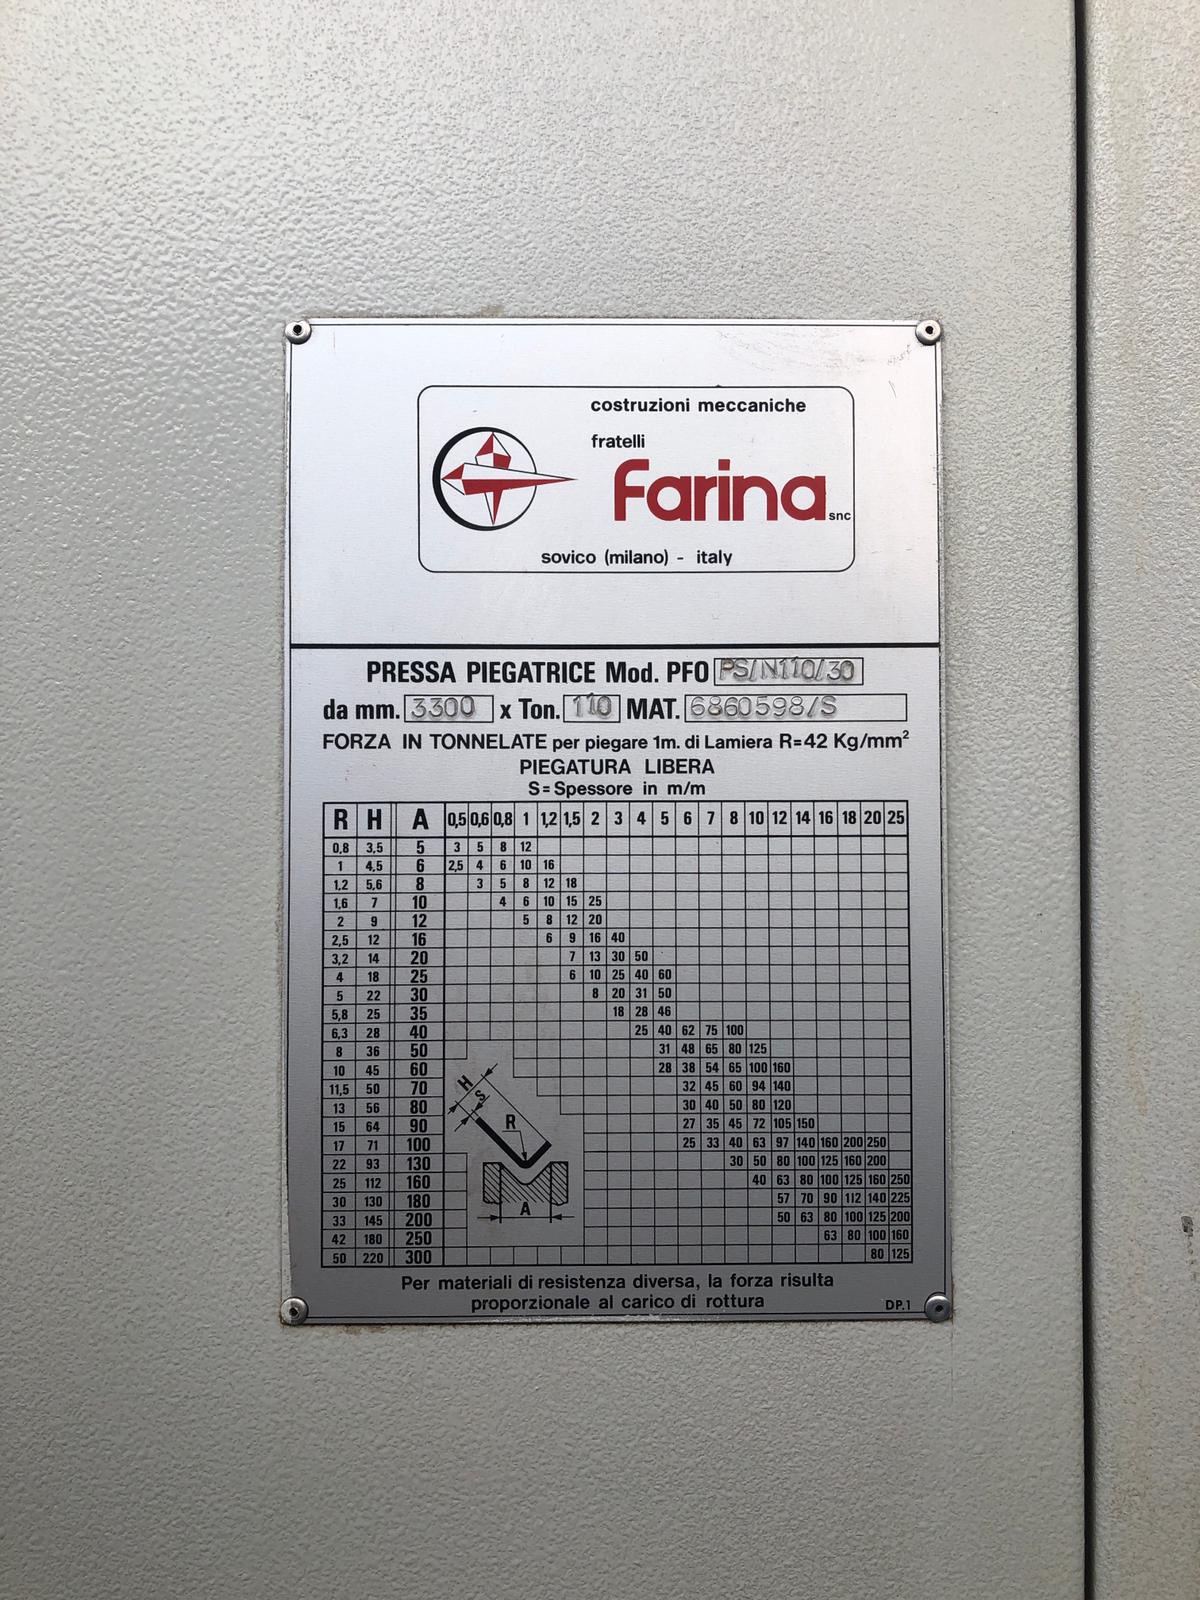 costruzioni meccaniche
fratelli
farina snc
sovico (milano) - italy
PRESSA PIEGATRICE Mod. PFO PS/N110/30
da mm. 3300 x Ton. 110 MAT. 6860598/S
FORZA IN TONNELATE per piegare 1m. di Lamiera R=42 Kg/mm²
PIEGATURA LIBERA
S=Spessore in m/m
R H A 0,5 0,6 0,8 1 1,2 1,5 2 3 4 5 6 7 8 10 12 14 16 18 20 25
0,8 3,5 5 3 5 8 12
1 4,5 6 2,5 4 6 10 16
1,2 5,6 8 3 5 8 12 18
1,6 7 10 4 6 10 15 25
2 9 12 5 8 12 20
2,5 12 16 6 9 16 40
3,2 14 20 7 13 30 50
4 18 25 6 10 25 40 60
5 22 30 8 20 31 50
5,8 25 35 18 28 46
6,3 28 40 25 40 62 75 100
8 36 50 31 48 65 80 125
10 45 60 28 38 54 65 100 160
11,5 50 70 32 45 60 94 140
13 56 80 30 40 50 80 120
15 64 90 27 35 45 72 105 150
17 71 100 25 33 40 63 97 140 160 200 250
22 93 130 30 50 80 100 125 160 200
25 112 160 40 63 80 100 125 160 250
30 130 180 57 70 90 112 140 225
33 145 200 50 63 80 100 125 200
42 180 250 63 80 100 160
50 220 300 80 125
H
S
R
A
Per materiali di resistenza diversa, la forza risulta
proporzionale al carico di rottura
DP.1